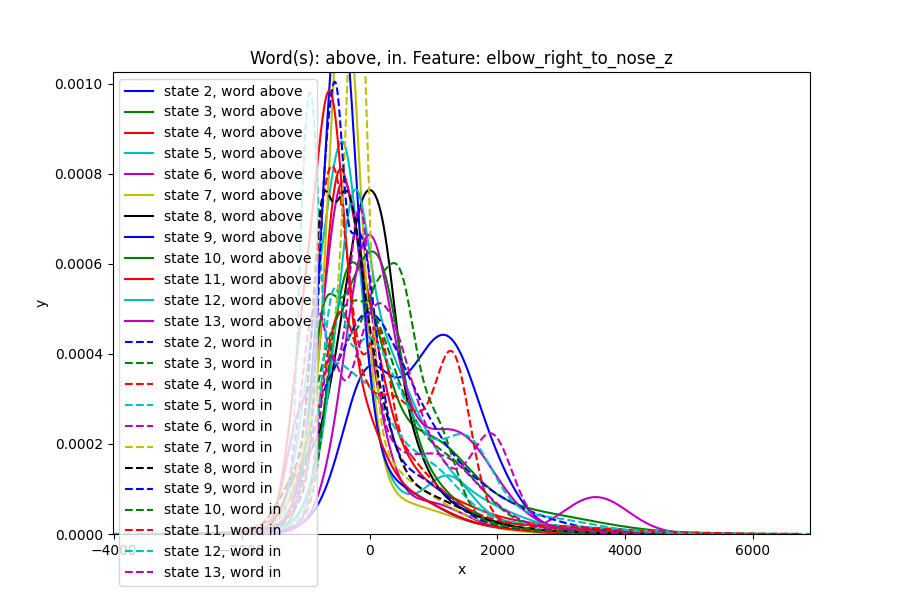 Word(s): above, in. Feature: elbow_right_to_nose_z
0.0010
0.0008
0.0006
0.0004
0.0002
0.0000
y
state 2, word above
state 3, word above
state 4, word above
state 5, word above
state 6, word above
state 7, word above
state 8, word above
state 9, word above
state 10, word above
state 11, word above
state 12, word above
state 13, word above
state 2, word in
state 3, word in
state 4, word in
state 5, word in
state 6, word in
state 7, word in
state 8, word in
state 9, word in
state 10, word in
state 11, word in
state 12, word in
state 13, word in
−4000 −2000 0 2000 4000 6000
x